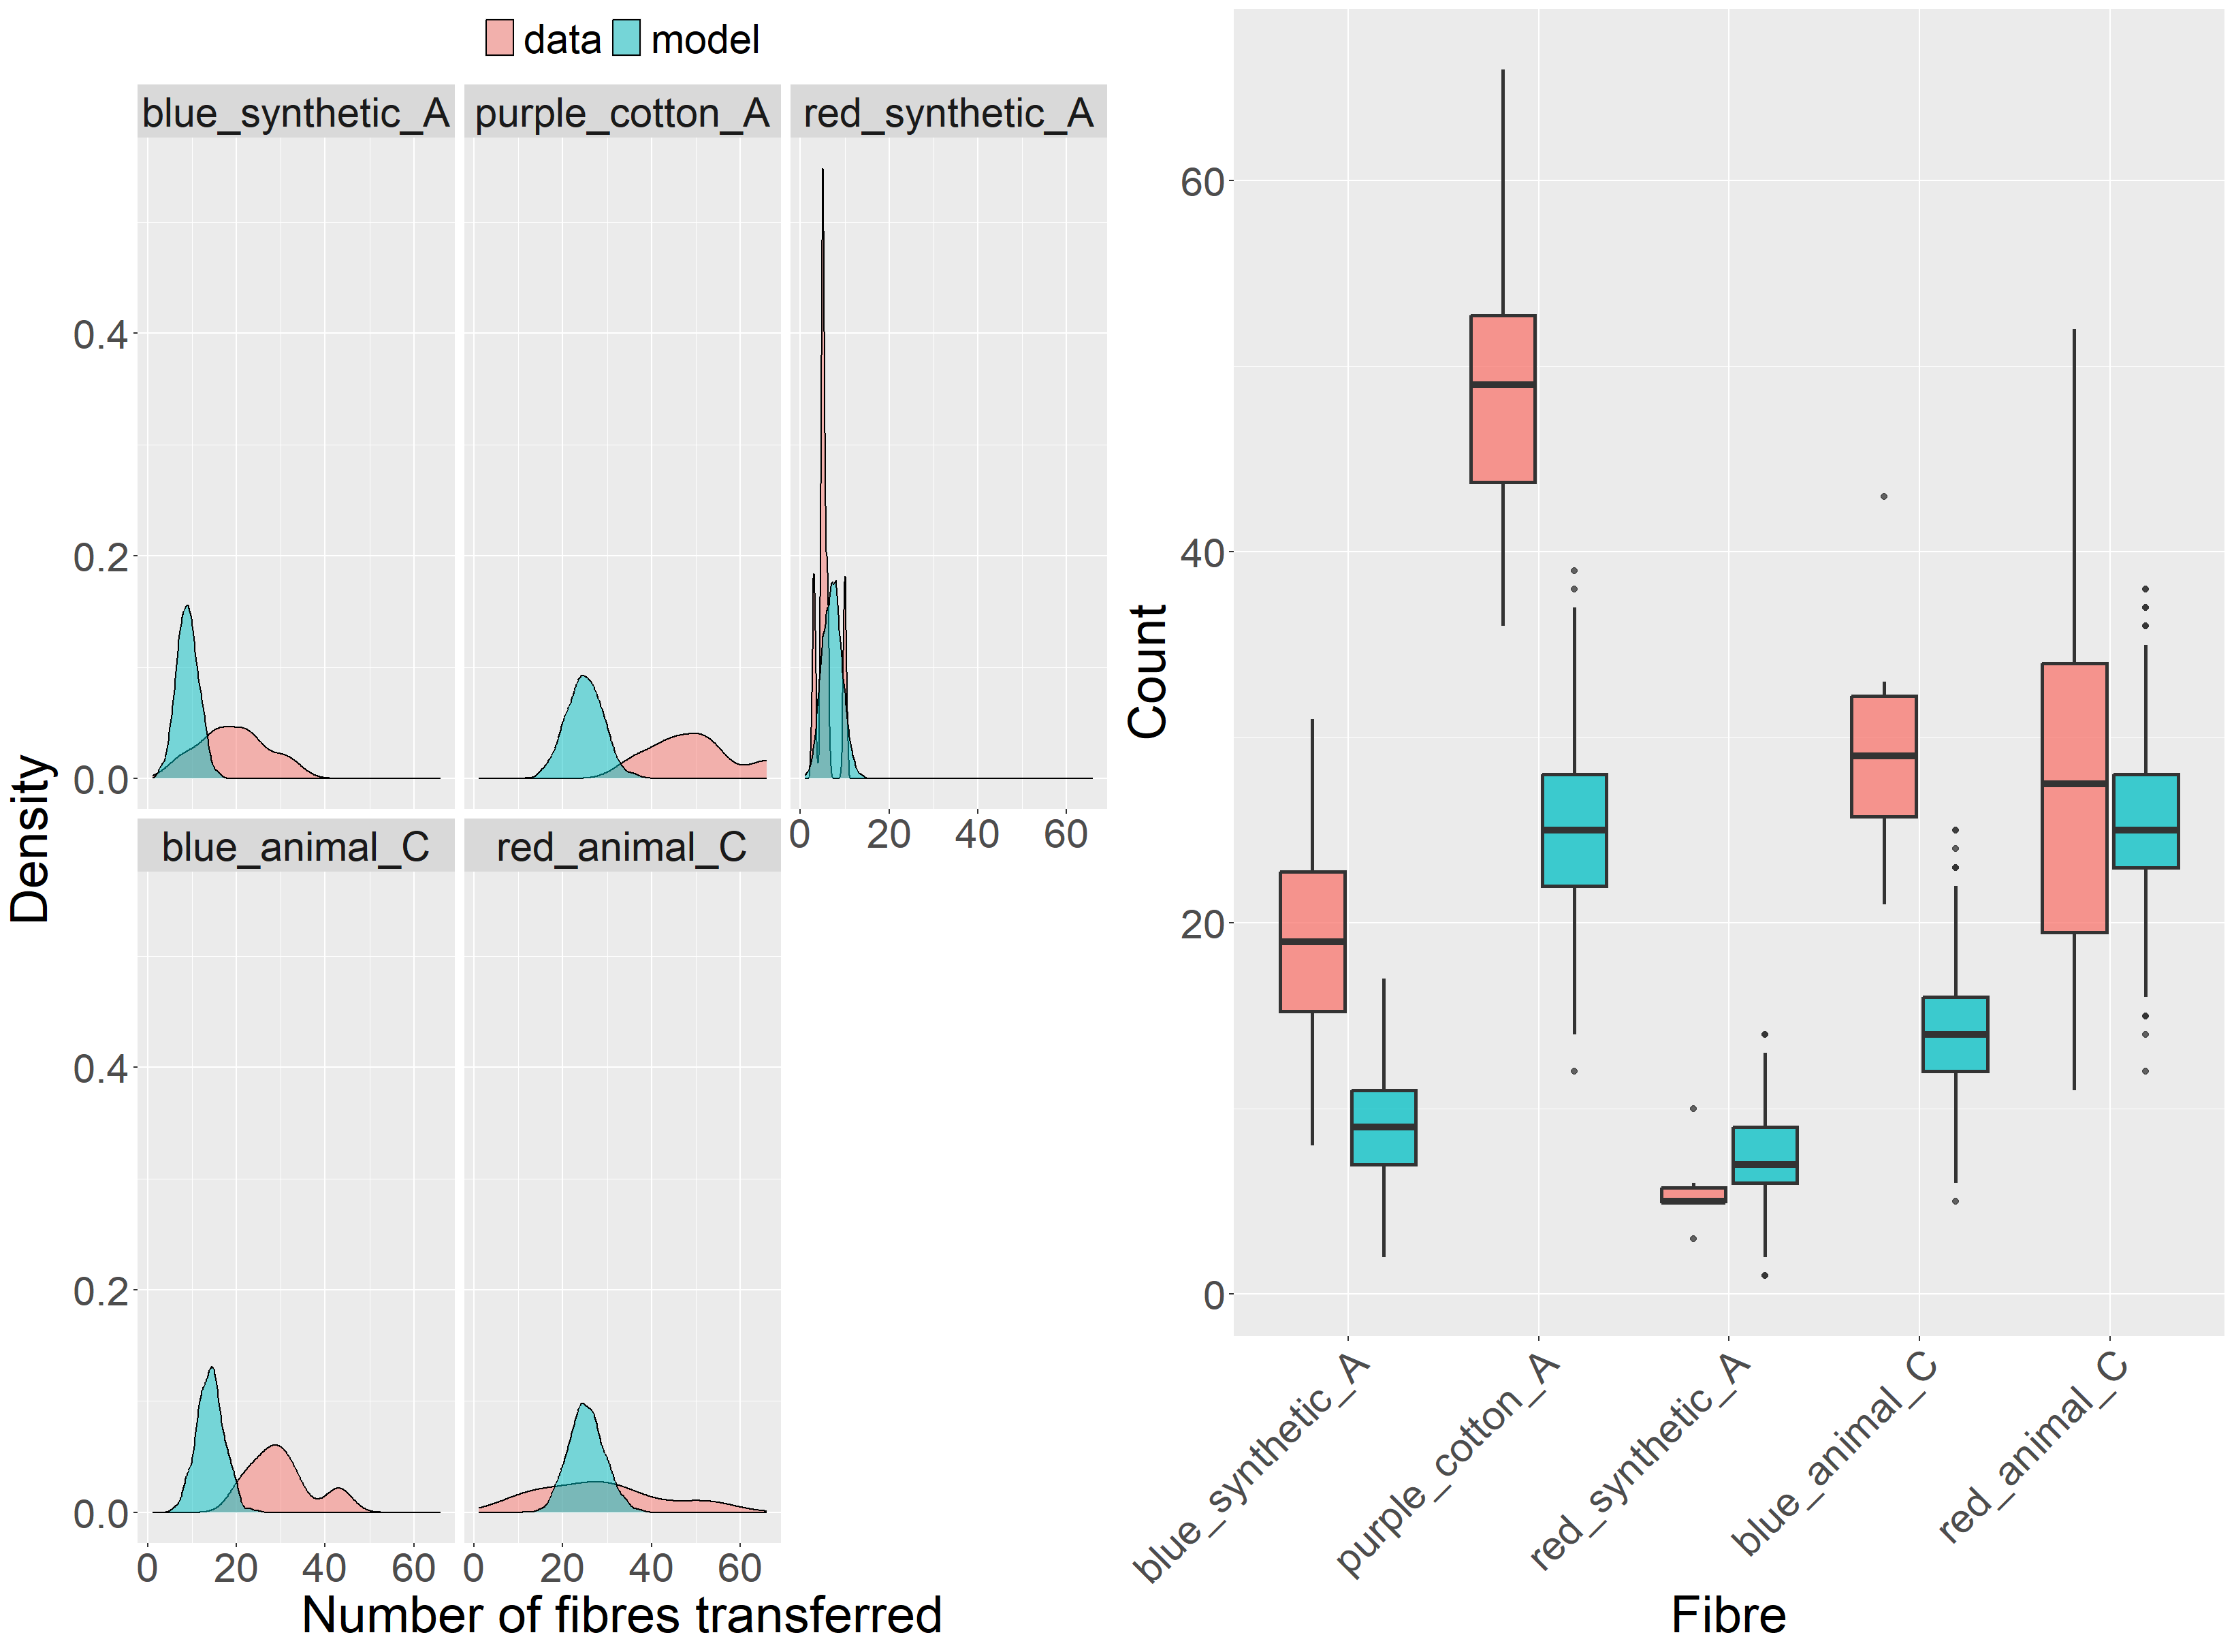 data model
blue_synthetic_A purple_cotton_A red_synthetic_A
0.4
0.2
0.0
0 20 40 60
Density
blue_animal_C red_animal_C
0.4
0.2
0.0
0 20 40 60 0 20 40 60
Number of fibres transferred
60
40
20
0
Count
blue_synthetic_A
purple_cotton_A
red_synthetic_A
blue_animal_C
red_animal_C
Fibre